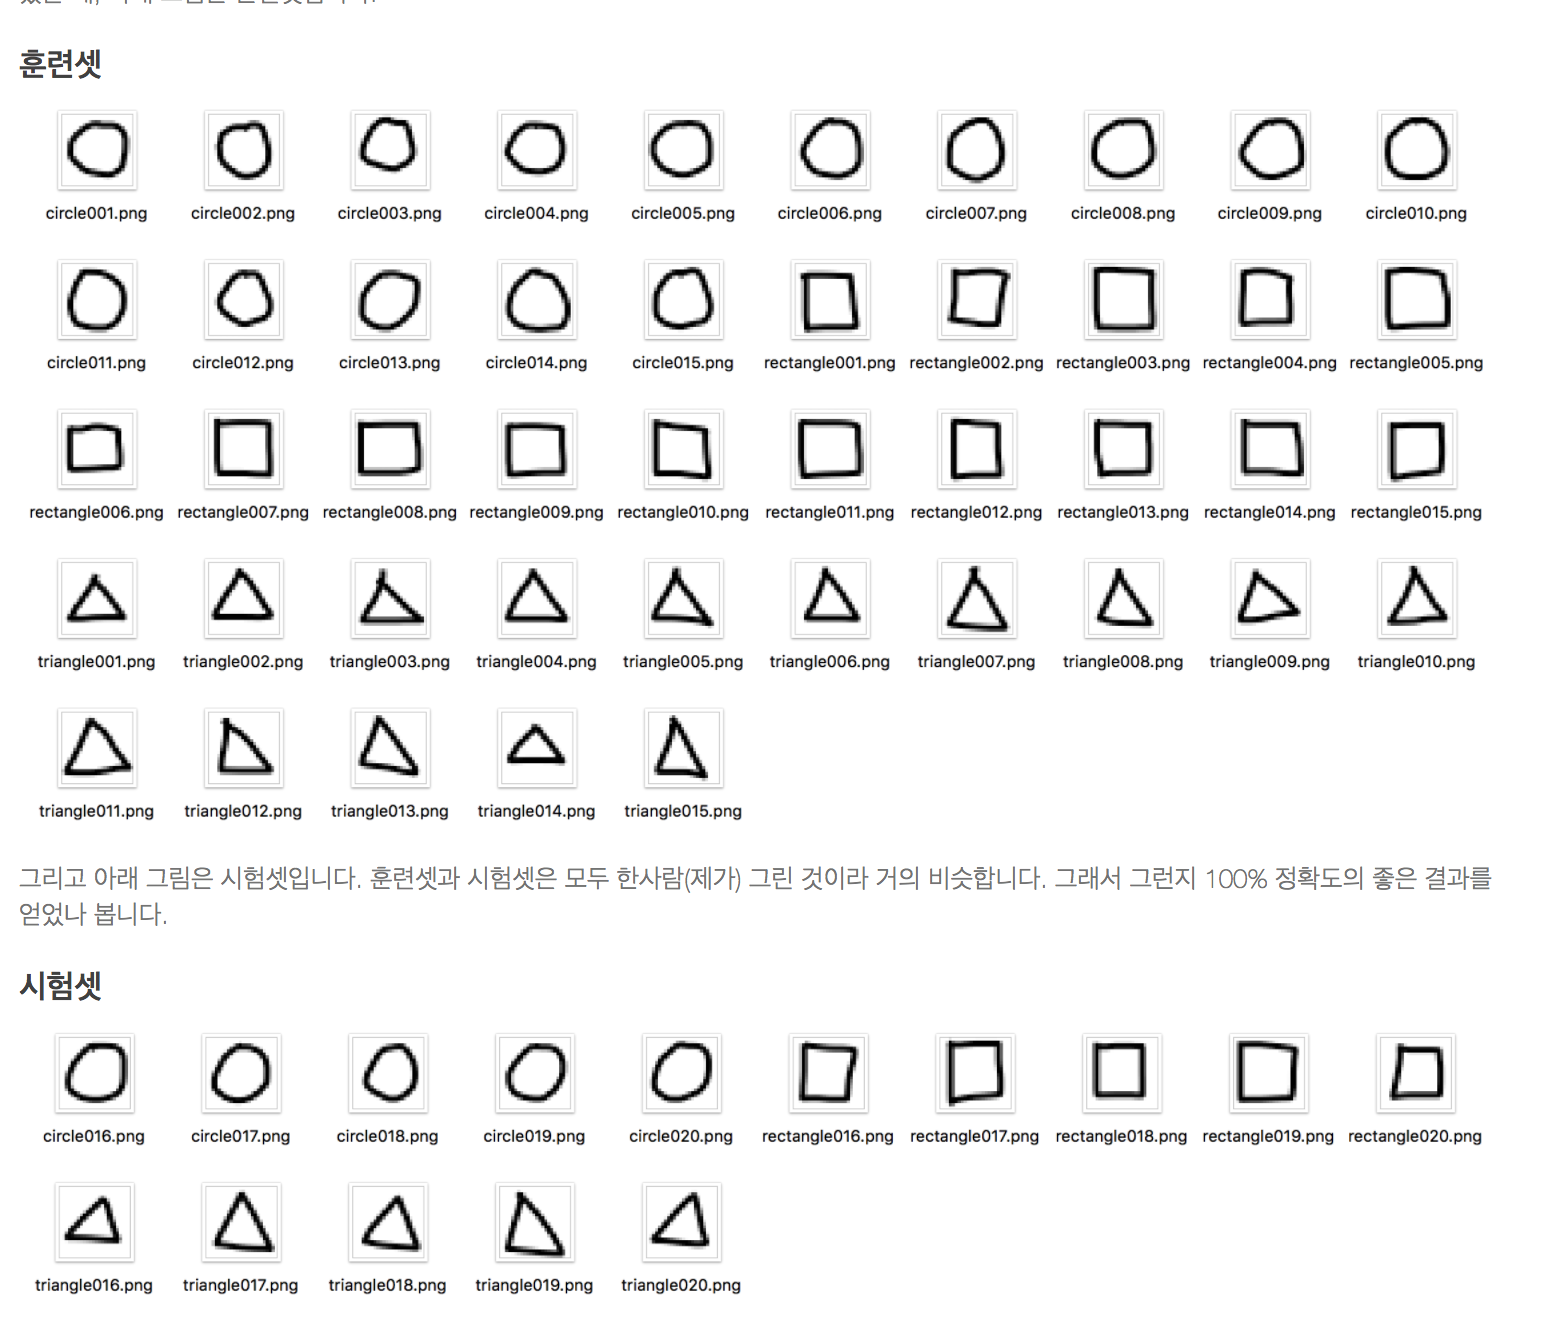 훈련셋
circle001.png circle002.png circle003.png circle004.png circle005.png circle006.png circle007.png circle008.png circle009.png circle010.png
circle011.png circle012.png circle013.png circle014.png circle015.png rectangle001.png rectangle002.png rectangle003.png rectangle004.png rectangle005.png
rectangle006.png rectangle007.png rectangle008.png rectangle009.png rectangle010.png rectangle011.png rectangle012.png rectangle013.png rectangle014.png rectangle015.png
triangle001.png triangle002.png triangle003.png triangle004.png triangle005.png triangle006.png triangle007.png triangle008.png triangle009.png triangle010.png
triangle011.png triangle012.png triangle013.png triangle014.png triangle015.png
그리고 아래 그림은 시험셋입니다. 훈련셋과 시험셋은 모두 한사람(제가) 그린 것이라 거의 비슷합니다. 그래서 그런지 100% 정확도의 좋은 결과를
얻었나 봅니다.
시험셋
circle016.png circle017.png circle018.png circle019.png circle020.png rectangle016.png rectangle017.png rectangle018.png rectangle019.png rectangle020.png
triangle016.png triangle017.png triangle018.png triangle019.png triangle020.png